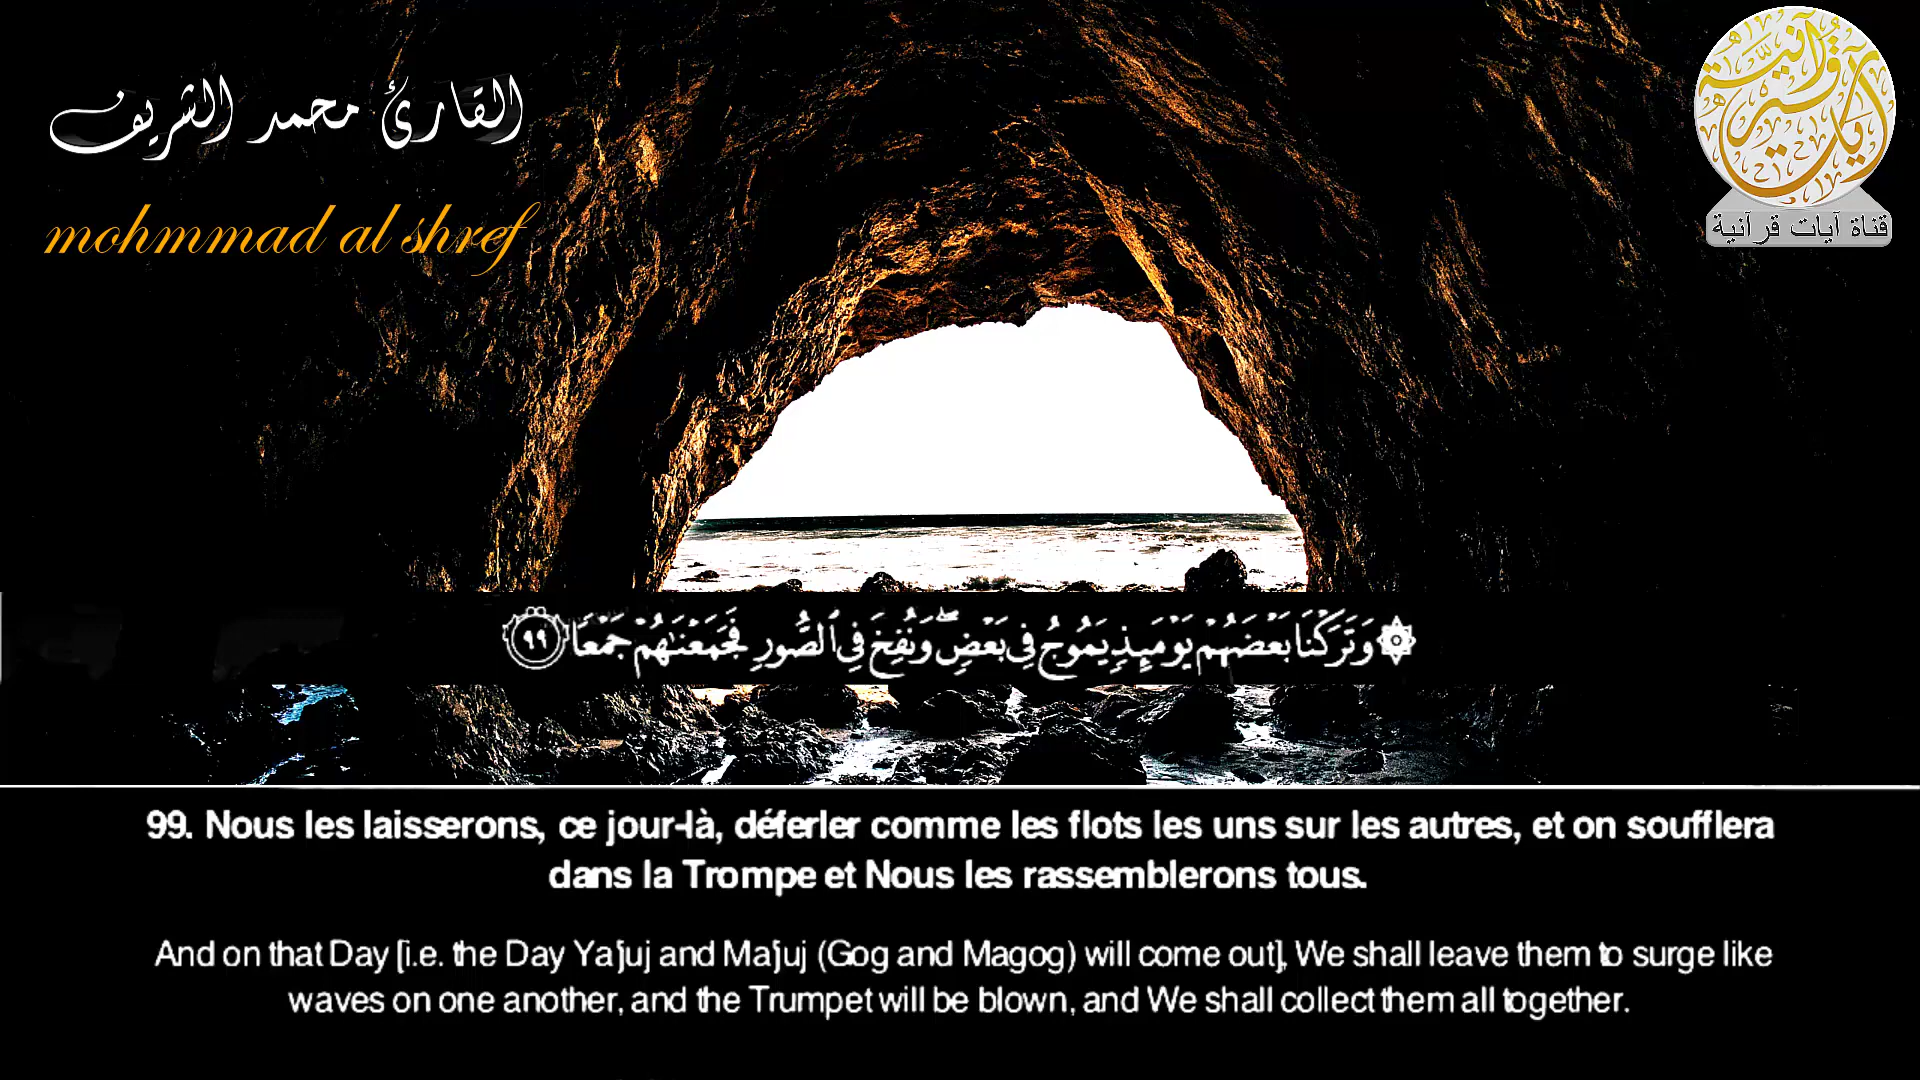 القارئ محمد الشريف
mohmmad al shref
آيات قرآنية
قناة آيات قرآنية
۞ وَتَرَكْنَا بَعْضَهُمْ يَوْمَئِذٍ يَمُوجُ فِى بَعْضٍ ۖ وَنُفِخَ فِى ٱلصُّورِ فَجَمَعْنَـٰهُمْ جَمْعًا ٩٩
99. Nous les laisserons, ce jour-là, déferler comme les flots les uns sur les autres, et on soufflera
dans la Trompe et Nous les rassemblerons tous.
And on that Day [i.e. the Day Ya'juj and Ma'juj (Gog and Magog) will come out], We shall leave them to surge like
waves on one another, and the Trumpet will be blown, and We shall collect them all together.